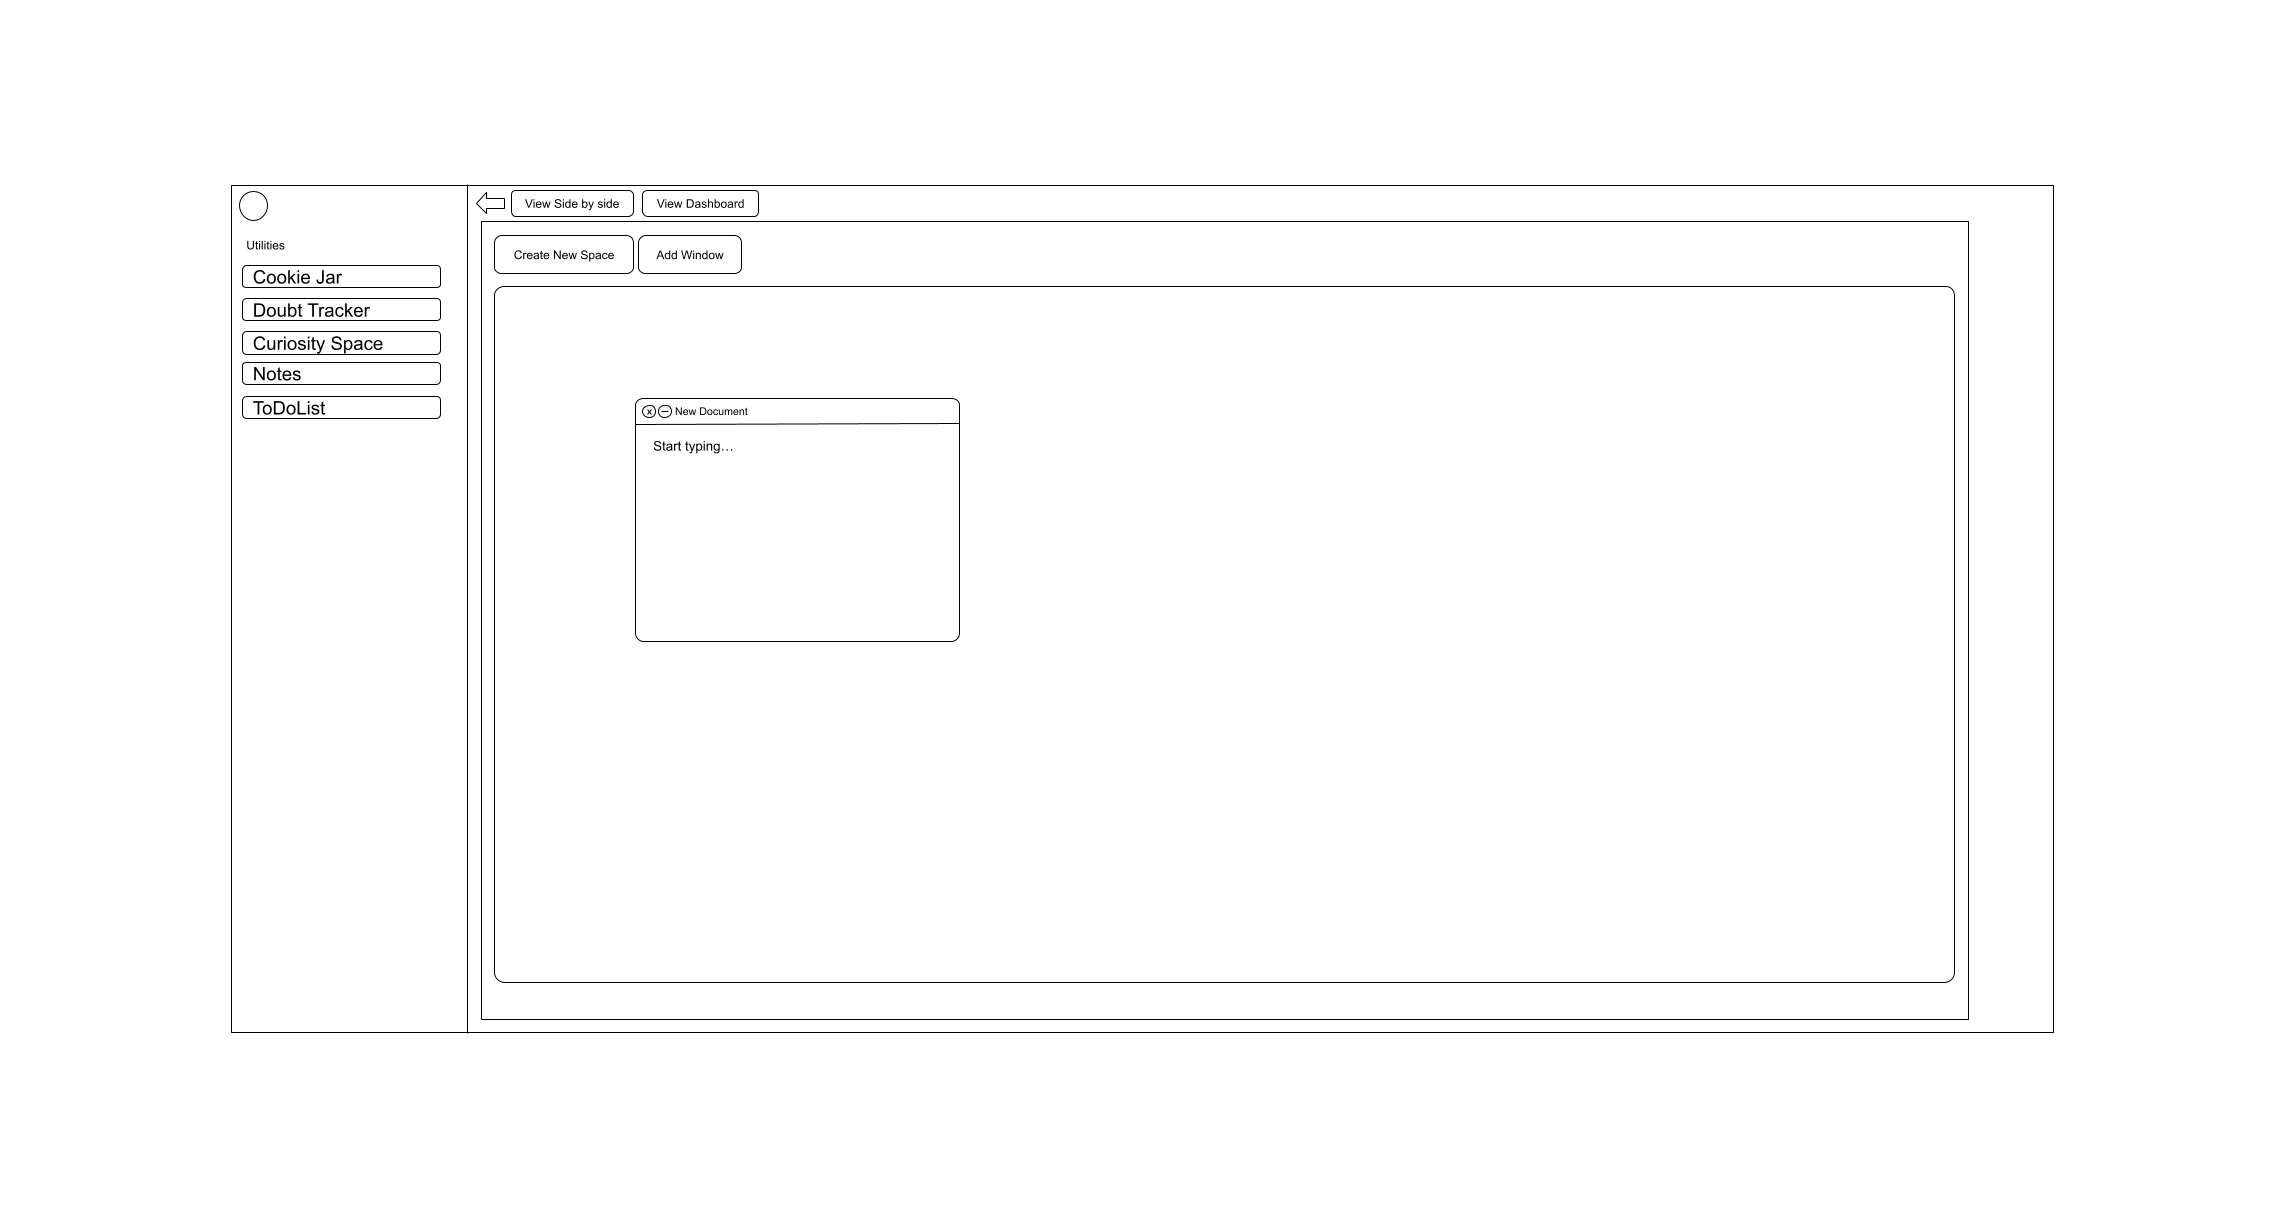 Utilities
Cookie Jar
Doubt Tracker
Curiosity Space
Notes
ToDoList
View Side by side
View Dashboard
Create New Space
Add Window
x
New Document
Start typing...